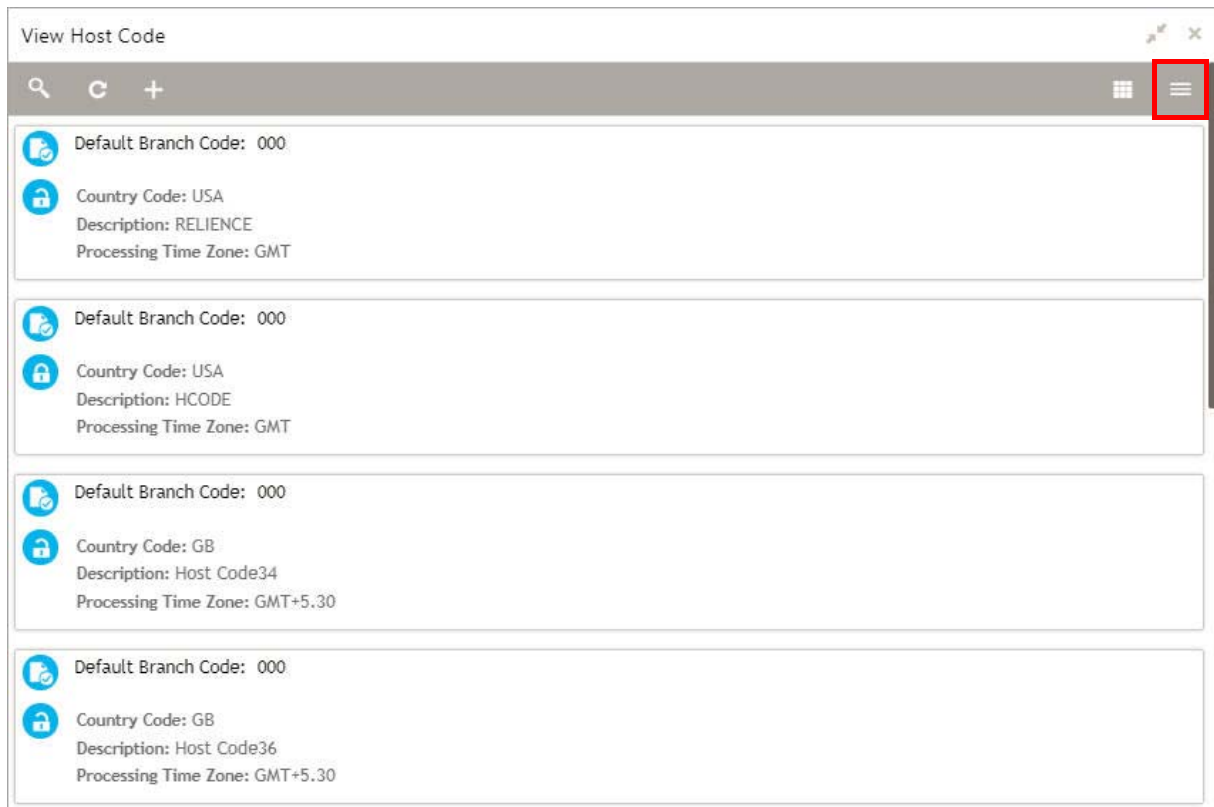 View Host Code
Default Branch Code: 000
Country Code: USA
Description: RELIENCE
Processing Time Zone: GMT
Default Branch Code: 000
Country Code: USA
Description: HCODE
Processing Time Zone: GMT
Default Branch Code: 000
Country Code: GB
Description: Host Code34
Processing Time Zone: GMT+5.30
Default Branch Code: 000
Country Code: GB
Description: Host Code36
Processing Time Zone: GMT+5.30